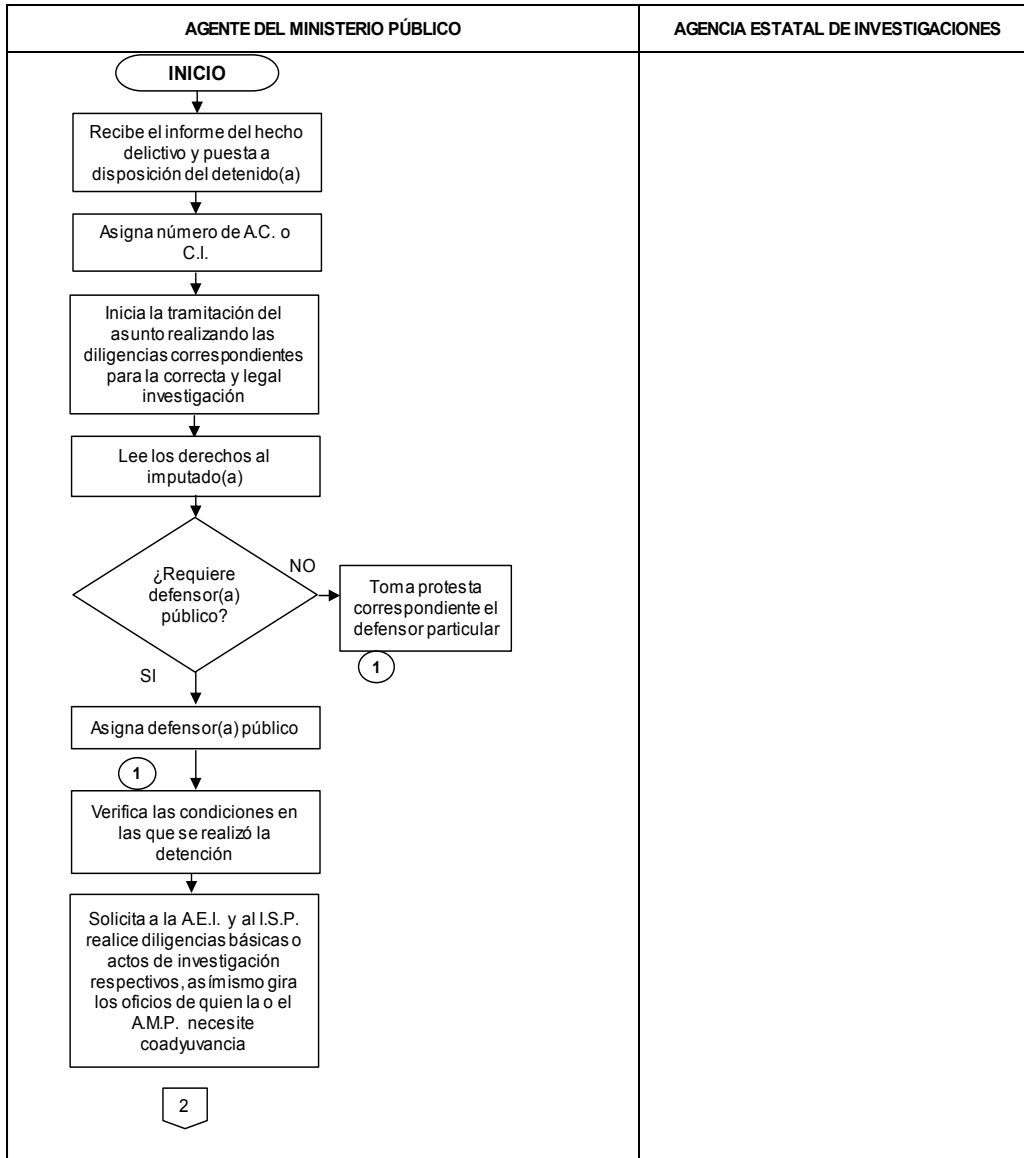 AGENTE DEL MINISTERIO PÚBLICO
AGENCIA ESTATAL DE INVESTIGACIONES
INICIO
Recibe el informe del hecho
delictivo y puesta a
disposición del detenido(a)
Asigna número de A.C. o
C.I.
Inicia la tramitación del
asunto realizando las
diligencias correspondientes
para la correcta y legal
investigación
Lee los derechos al
imputado(a)
¿Requiere
defensor(a)
público?
NO
Toma protesta
correspondiente el
defensor particular
1
SI
Asigna defensor(a) público
1
Verifica las condiciones en
las que se realizó la
detención
Solicita a la A.E.I. y al I.S.P.
realice diligencias básicas o
actos de investigación
respectivos, asímismo gira
los oficios de quien la o el
A.M.P. necesite
coadyuvancia
2